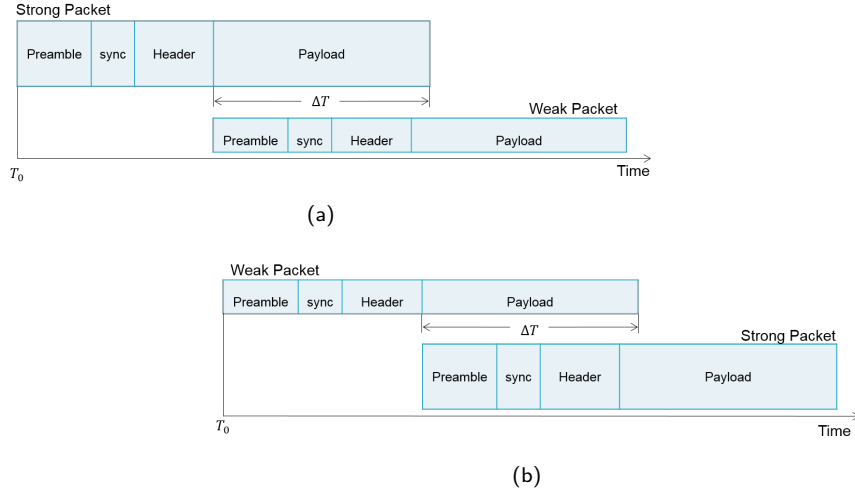 Strong Packet
Preamble sync Header Payload
ΔT
Weak Packet
Preamble sync Header Payload
T₀
Time
(a)
Weak Packet
Preamble sync Header Payload
ΔT
Strong Packet
Preamble sync Header Payload
T₀
Time
(b)